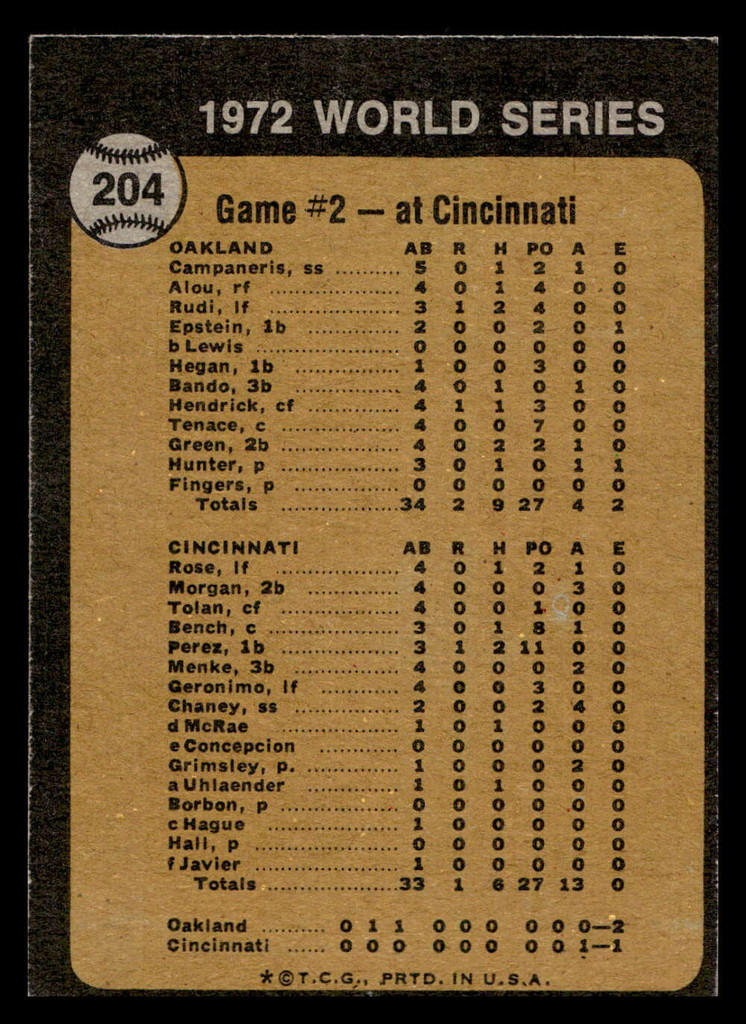 1972 WORLD SERIES
204
Game #2 — at Cincinnati
OAKLAND AB R H PO A E
Campaneris, ss .......... 5 0 1 2 1 0
Alou, rf .................... 4 0 1 4 0 0
Rudi, lf .................... 3 1 2 4 0 0
Epstein, 1b .............. 2 0 0 2 0 1
b Lewis ...................... 0 0 0 0 0 0
Hegan, 1b ................ 1 0 0 3 0 0
Bando, 3b ................ 4 0 1 0 1 0
Hendrick, cf .............. 4 1 1 3 0 0
Tenace, c .................. 4 0 0 7 0 0
Green, 2b .................. 4 0 2 2 1 0
Hunter, p .................. 3 0 1 0 1 1
Fingers, p ................ 0 0 0 0 0 0
Totals ..................34 2 9 27 4 2
CINCINNATI AB R H PO A E
Rose, lf .................... 4 0 1 2 1 0
Morgan, 2b ................ 4 0 0 0 3 0
Tolan, cf .................. 4 0 0 1 0 0
Bench, c .................... 3 0 1 8 1 0
Perez, 1b .................. 3 1 2 11 0 0
Menke, 3b ................ 4 0 0 0 2 0
Geronimo, lf ............ 4 0 0 3 0 0
Chaney, ss ................ 2 0 0 2 4 0
d McRae .................... 1 0 1 0 0 0
e Concepcion ............ 0 0 0 0 0 0
Grimsley, p. .............. 1 0 0 0 2 0
a Uhlaender .............. 1 0 1 0 0 0
Borbon, p .................. 0 0 0 0 0 0
c Hague .................... 1 0 0 0 0 0
Hall, p ...................... 0 0 0 0 0 0
f Javier ...................... 1 0 0 0 0 0
Totals ....................33 1 6 27 13 0
Oakland .......... 0 1 1 0 0 0 0 0 0—2
Cincinnati ...... 0 0 0 0 0 0 0 0 1—1
*©T.C.G., PRTD. IN U.S.A.